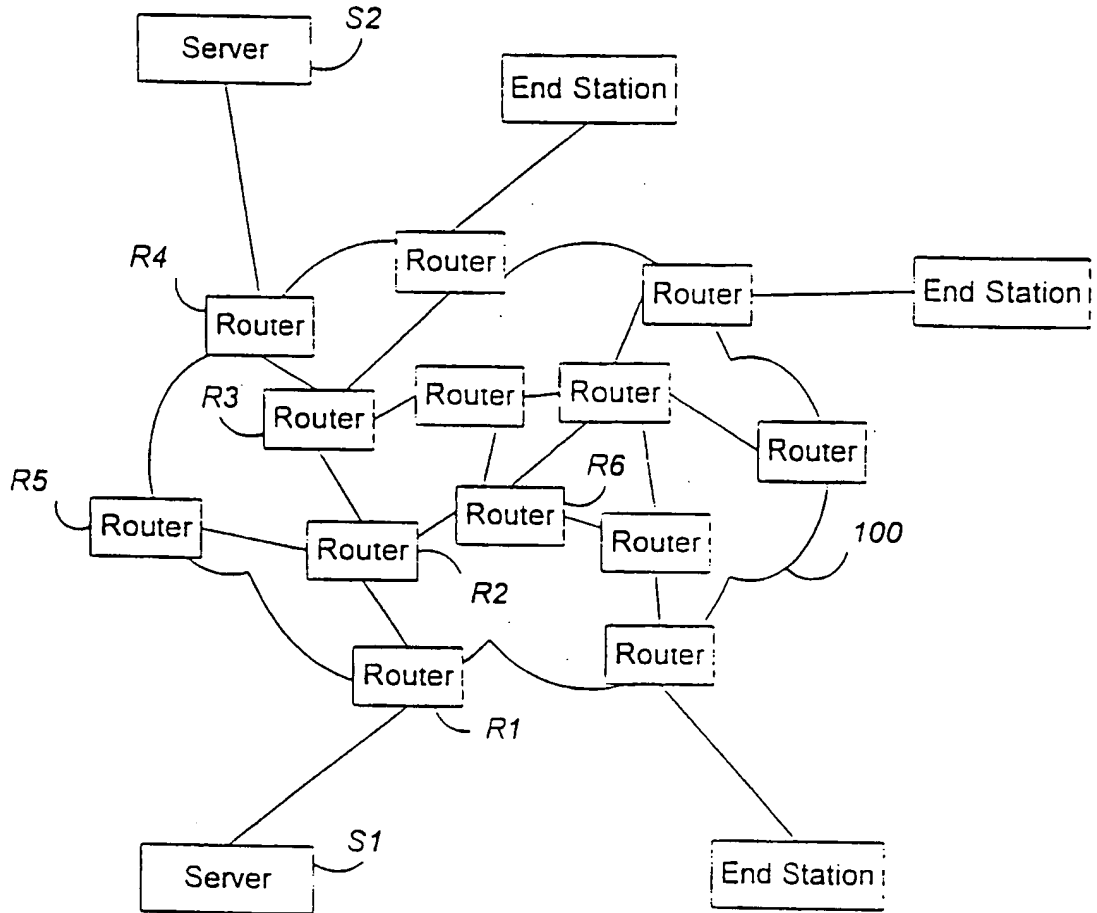 S2
Server
End Station
R4
Router
Router
End Station
Router
R3
Router
Router
Router
Router
R5
R6
Router
Router
Router
Router
100
R2
Router
Router
R1
S1
Server
End Station